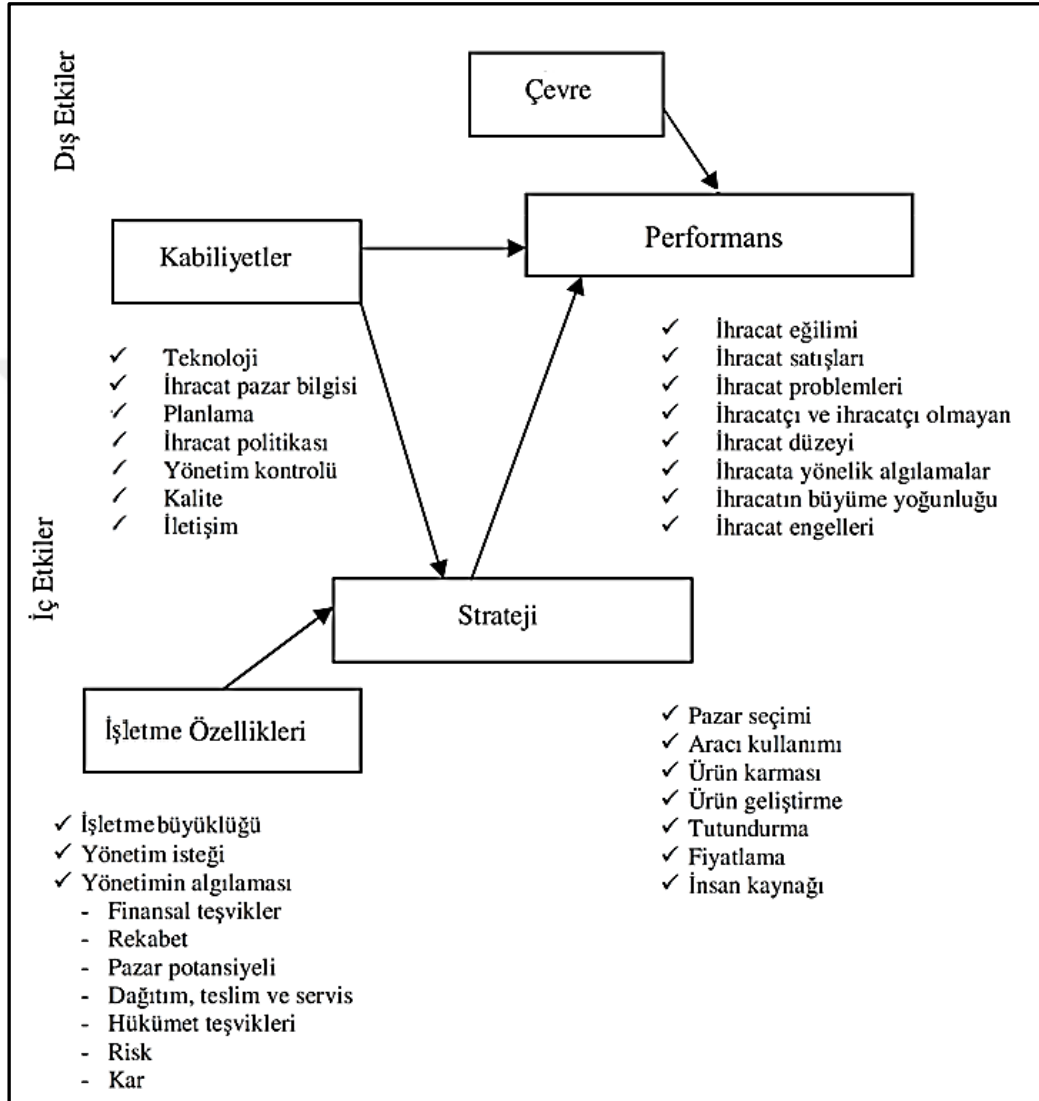 Dış Etkiler
Çevre
Performans
Kabiliyetler
✓ Teknoloji
✓ İhracat pazar bilgisi
✓ Planlama
✓ İhracat politikası
✓ Yönetim kontrolü
✓ Kalite
✓ İletişim
✓ İhracat eğilimi
✓ İhracat satışları
✓ İhracat problemleri
✓ İhracatçı ve ihracatçı olmayan
✓ İhracat düzeyi
✓ İhracata yönelik algılamalar
✓ İhracatın büyüme yoğunluğu
✓ İhracat engelleri
İç Etkiler
Strateji
İşletme Özellikleri
✓ Pazar seçimi
✓ Aracı kullanımı
✓ Ürün karması
✓ Ürün geliştirme
✓ Tutundurma
✓ Fiyatlama
✓ İnsan kaynağı
✓ İşletme büyüklüğü
✓ Yönetim isteği
✓ Yönetimin algılaması
- Finansal teşvikler
- Rekabet
- Pazar potansiyeli
- Dağıtım, teslim ve servis
- Hükümet teşvikleri
- Risk
- Kar